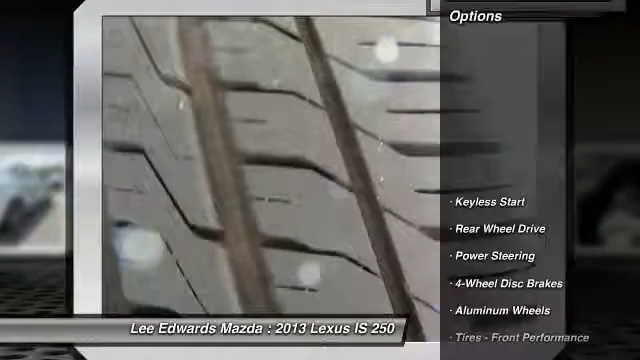 Options
· Keyless Start
· Rear Wheel Drive
· Power Steering
· 4-Wheel Disc Brakes
· Aluminum Wheels
· Tires - Front Performance
Lee Edwards Mazda : 2013 Lexus IS 250